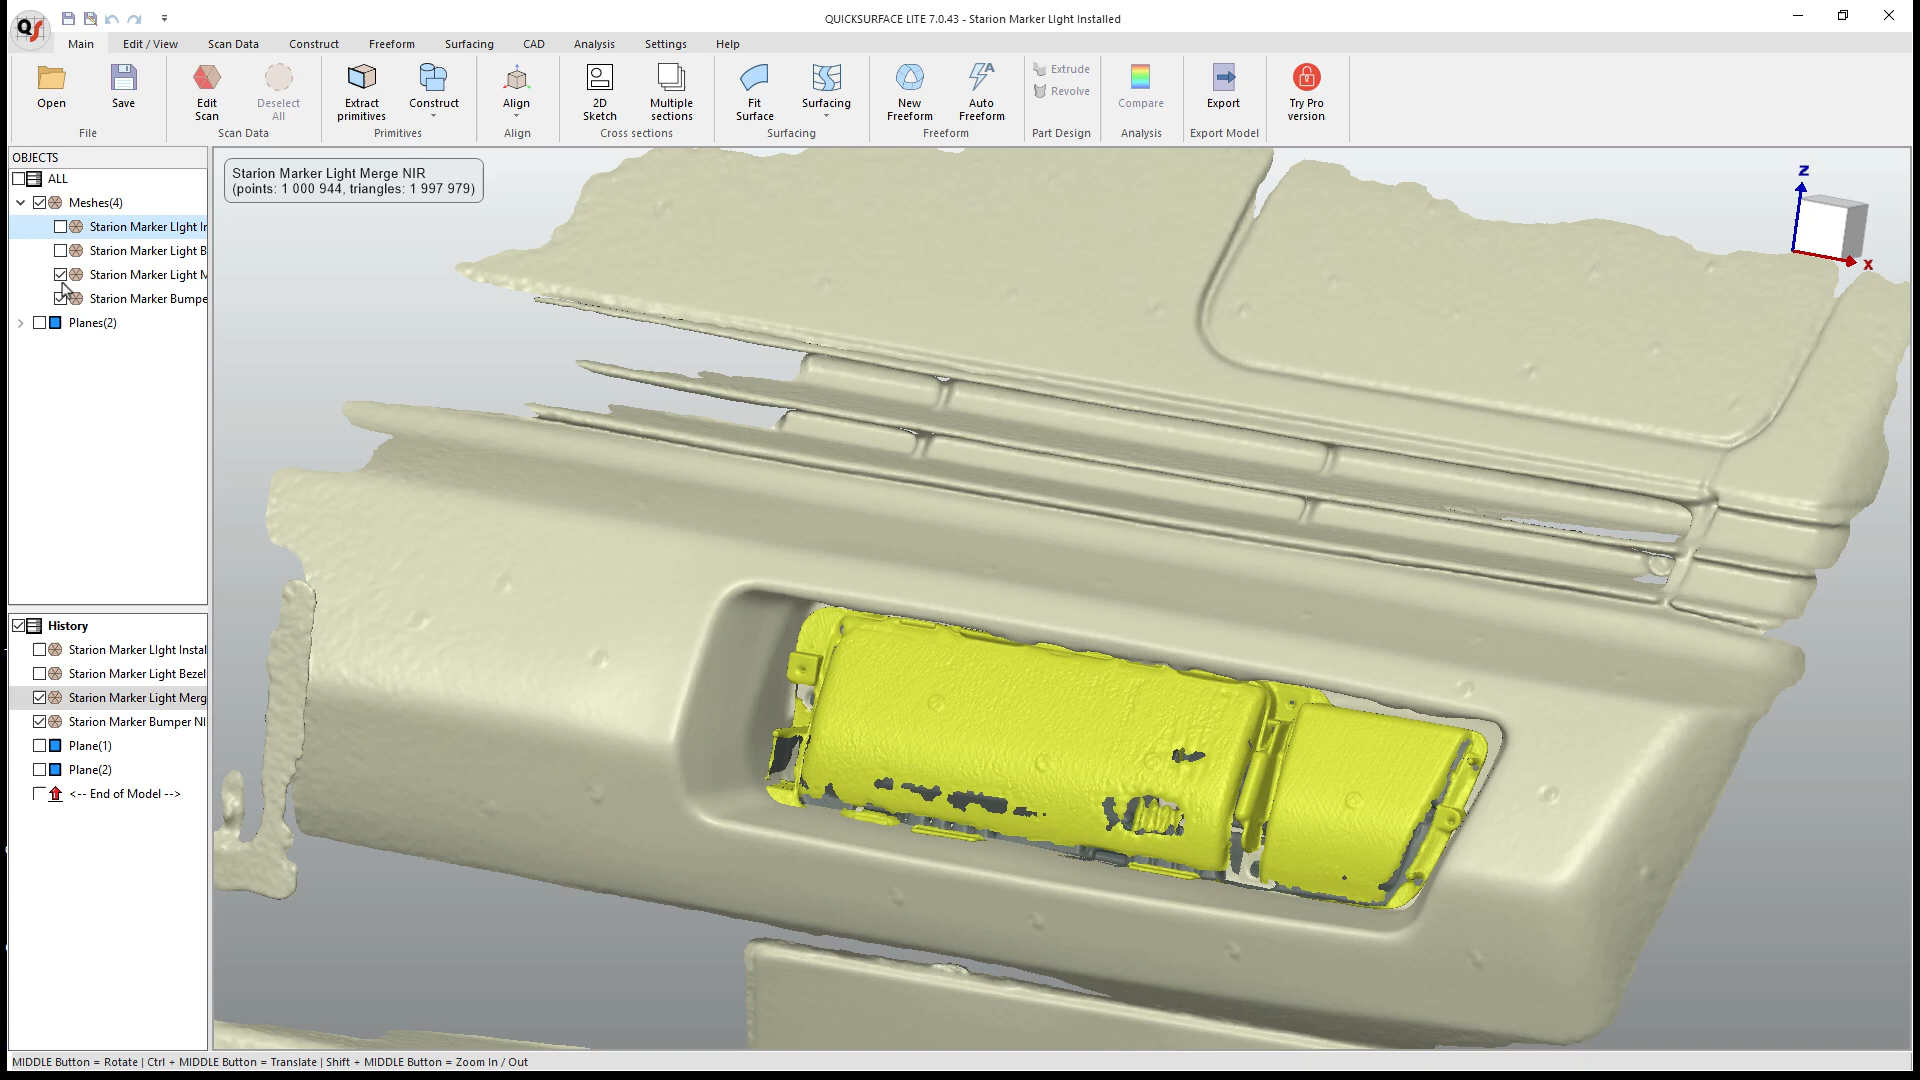 QUICKSURFACE LITE 7.0.43 - Starion Marker LIght Installed
QS
Main
Edit / View
Scan Data
Construct
Freeform
Surfacing
CAD
Analysis
Settings
Help
Open
Save
File
Edit
Scan
Deselect
All
Scan Data
Extract
primitives
Construct
Primitives
Align
Align
2D
Sketch
Multiple
sections
Cross sections
Fit
Surface
Surfacing
Surfacing
New
Freeform
Auto
Freeform
Freeform
Extrude
Revolve
Part Design
Compare
Analysis
Export
Export Model
Try Pro
version
OBJECTS
ALL
Meshes(4)
Starion Marker LIght Ir
Starion Marker Light B
Starion Marker Light M
Starion Marker Bumpe
Planes(2)
History
Starion Marker LIght Instal
Starion Marker Light Bezel
Starion Marker Light Merg
Starion Marker Bumper NI
Plane(1)
Plane(2)
<-- End of Model -->
Starion Marker Light Merge NIR
(points: 1 000 944, triangles: 1 997 979)
Z
X
MIDDLE Button = Rotate | Ctrl + MIDDLE Button = Translate | Shift + MIDDLE Button = Zoom In / Out